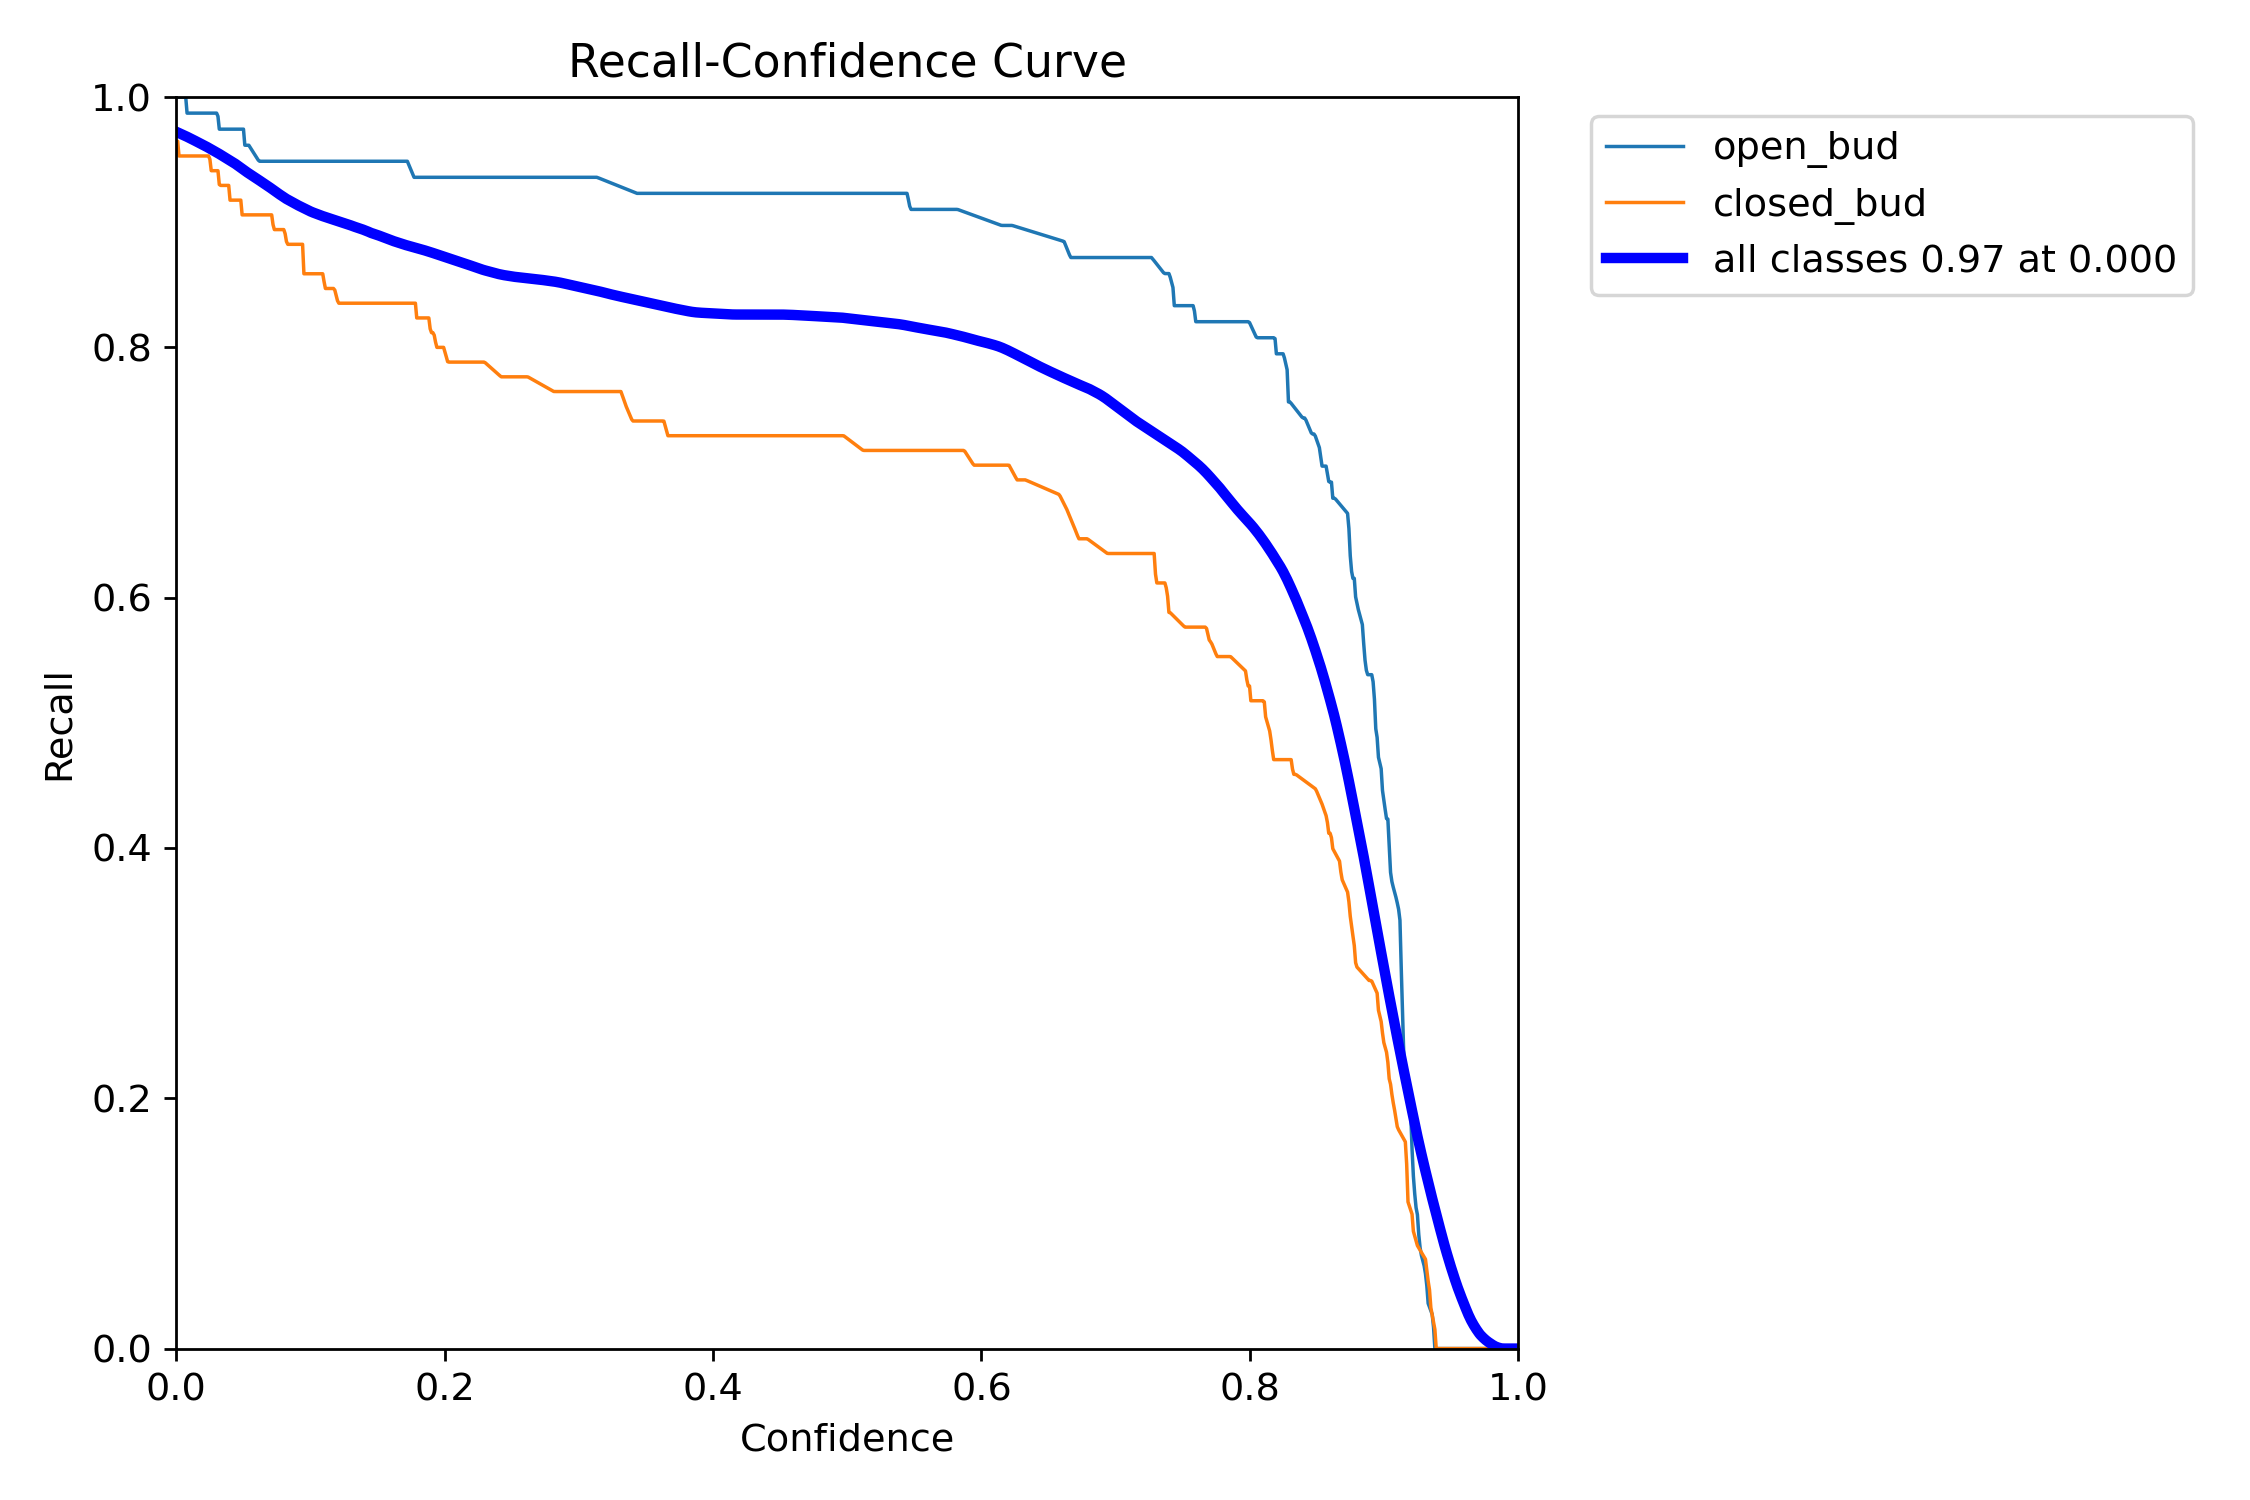 Recall-Confidence Curve
1.0
0.8
0.6
0.4
0.2
0.0
Recall
0.0 0.2 0.4 0.6 0.8 1.0
Confidence
open_bud
closed_bud
all classes 0.97 at 0.000